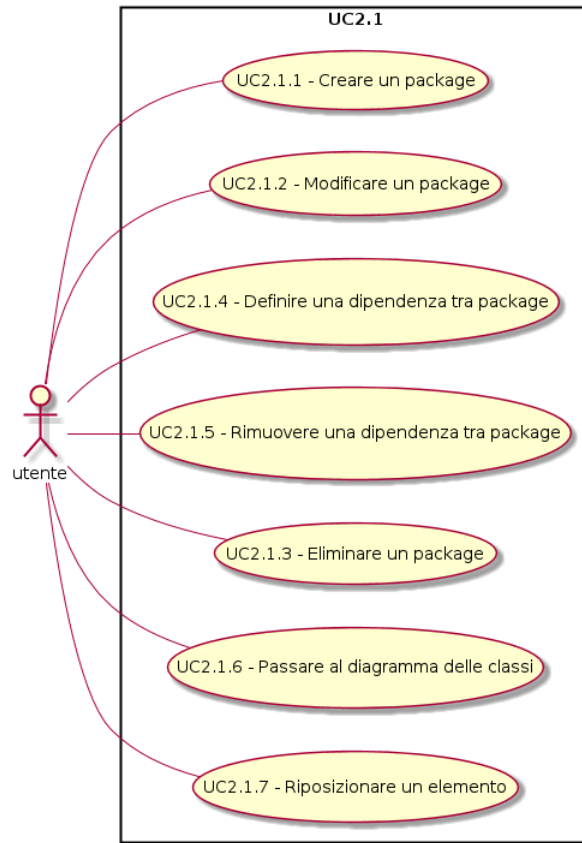 UC2.1
UC2.1.1 - Creare un package
UC2.1.2 - Modificare un package
UC2.1.4 - Definire una dipendenza tra package
UC2.1.5 - Rimuovere una dipendenza tra package
utente
UC2.1.3 - Eliminare un package
UC2.1.6 - Passare al diagramma delle classi
UC2.1.7 - Riposizionare un elemento